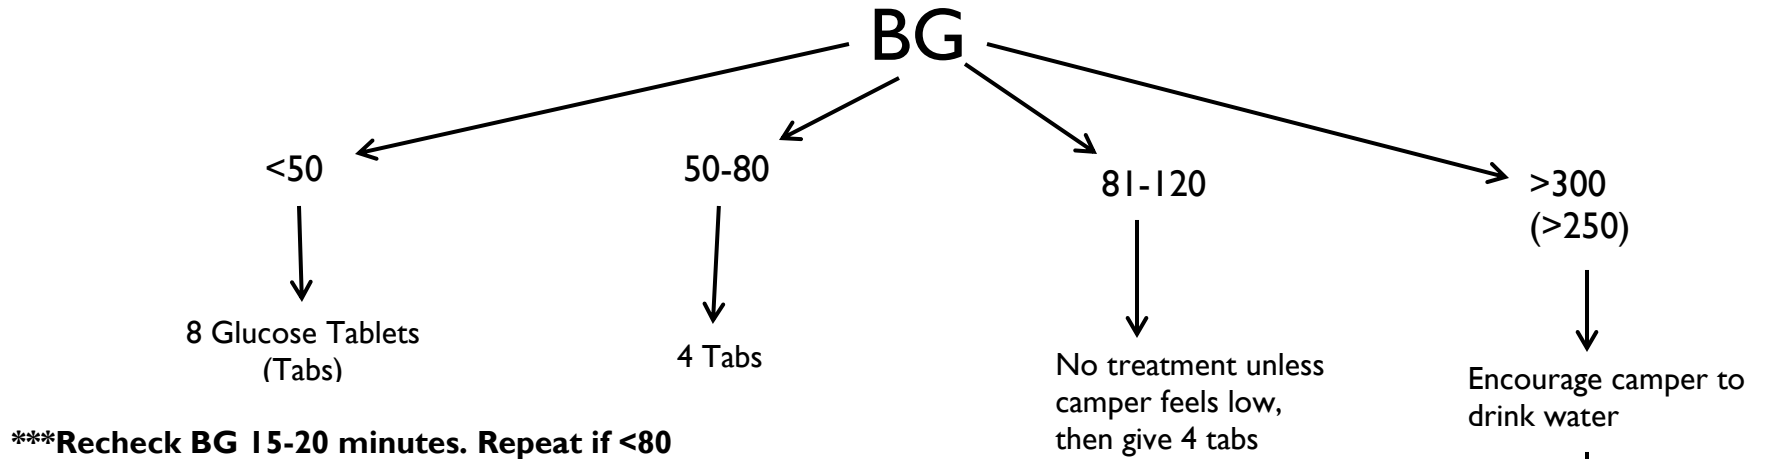 BG
<50
50-80
81-120
>300
(>250)
8 Glucose Tablets
(Tabs)
4 Tabs
No treatment unless
camper feels low,
then give 4 tabs
Encourage camper to
drink water
***Recheck BG 15-20 minutes. Repeat if <80